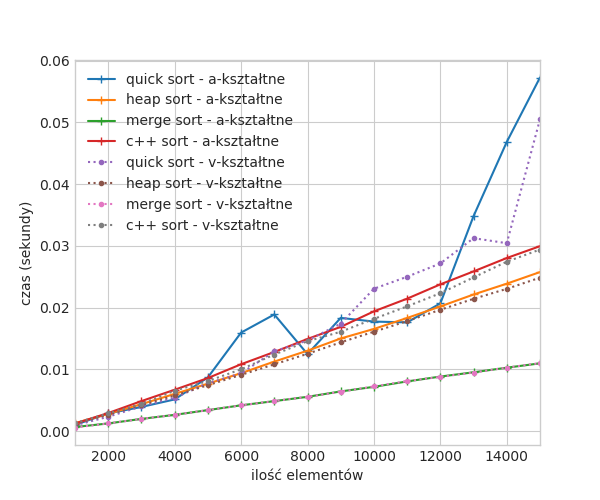 0.06
0.05
0.04
0.03
0.02
0.01
0.00
czas (sekundy)
quick sort - a-kształtne
heap sort - a-kształtne
merge sort - a-kształtne
c++ sort - a-kształtne
quick sort - v-kształtne
heap sort - v-kształtne
merge sort - v-kształtne
c++ sort - v-kształtne
2000 4000 6000 8000 10000 12000 14000
ilość elementów